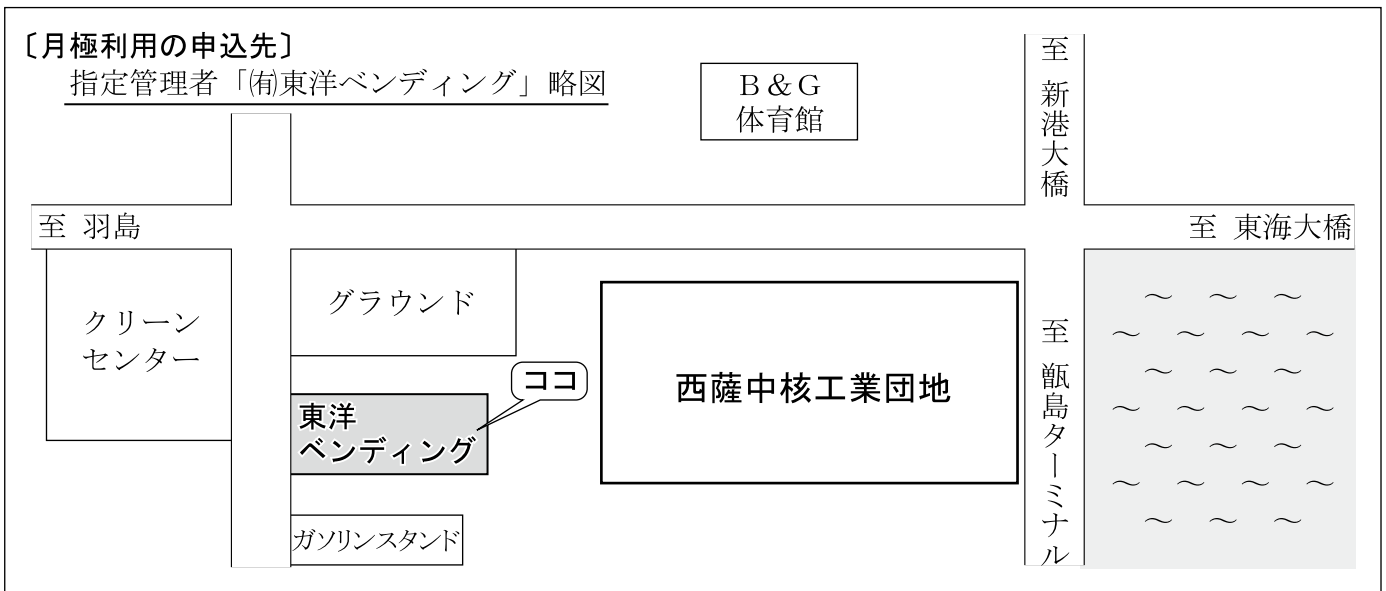 〔月極利用の申込先〕
指定管理者「㈲東洋ベンディング」略図
B&G
体育館
至 新港大橋
至 羽島
至 東海大橋
クリーン
センター
グラウンド
ココ
東洋
ベンディング
西薩中核工業団地
至 甑島ターミナル
ガソリンスタンド